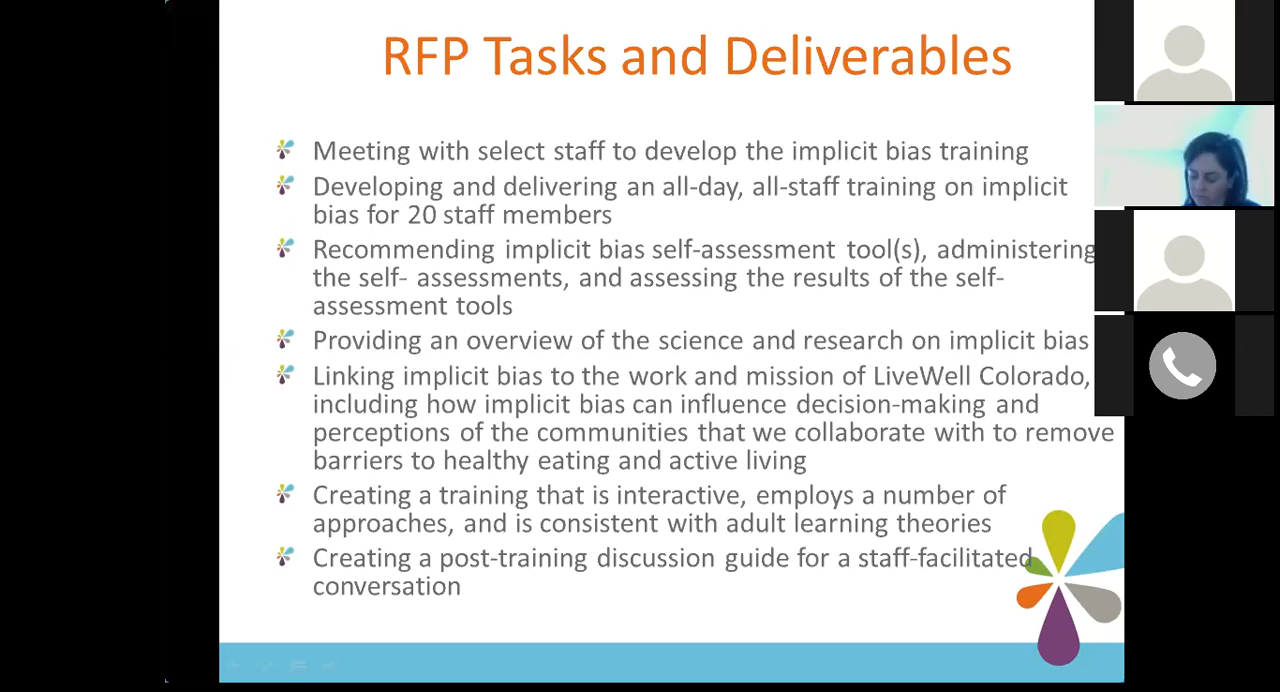 RFP Tasks and Deliverables
Meeting with select staff to develop the implicit bias training
Developing and delivering an all-day, all-staff training on implicit
bias for 20 staff members
Recommending implicit bias self-assessment tool(s), administering
the self- assessments, and assessing the results of the self-
assessment tools
Providing an overview of the science and research on implicit bias
Linking implicit bias to the work and mission of LiveWell Colorado,
including how implicit bias can influence decision-making and
perceptions of the communities that we collaborate with to remove
barriers to healthy eating and active living
Creating a training that is interactive, employs a number of
approaches, and is consistent with adult learning theories
Creating a post-training discussion guide for a staff-facilitated
conversation